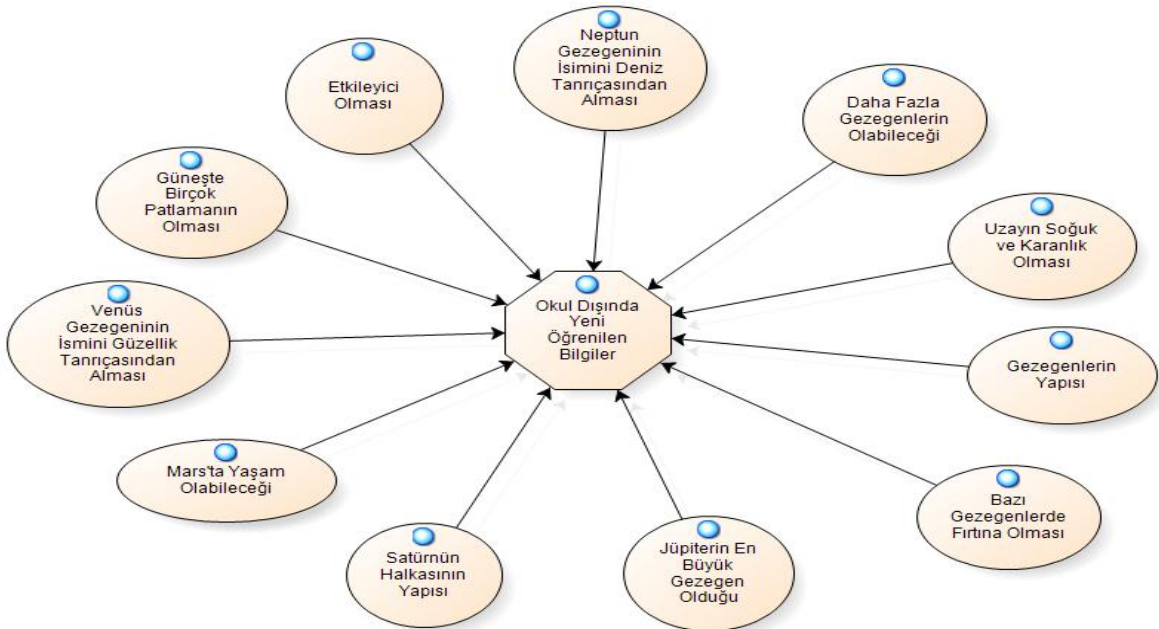 Neptun
Gezegeninin
İsimini Deniz
Tanrıçasından
Alması
Etkileyici
Olması
Daha Fazla
Gezegenlerin
Olabileceği
Güneşte
Birçok
Patlamanın
Olması
Uzayın Soğuk
ve Karanlık
Olması
Okul Dışında
Yeni
Öğrenilen
Bilgiler
Venüs
Gezegeninin
İsmini Güzellik
Tanrıçasından
Alması
Gezegenlerin
Yapısı
Mars'ta Yaşam
Olabileceği
Bazı
Gezegenlerde
Fırtına Olması
Satürnün
Halkasının
Yapısı
Jüpiterin En
Büyük
Gezegen
Olduğu